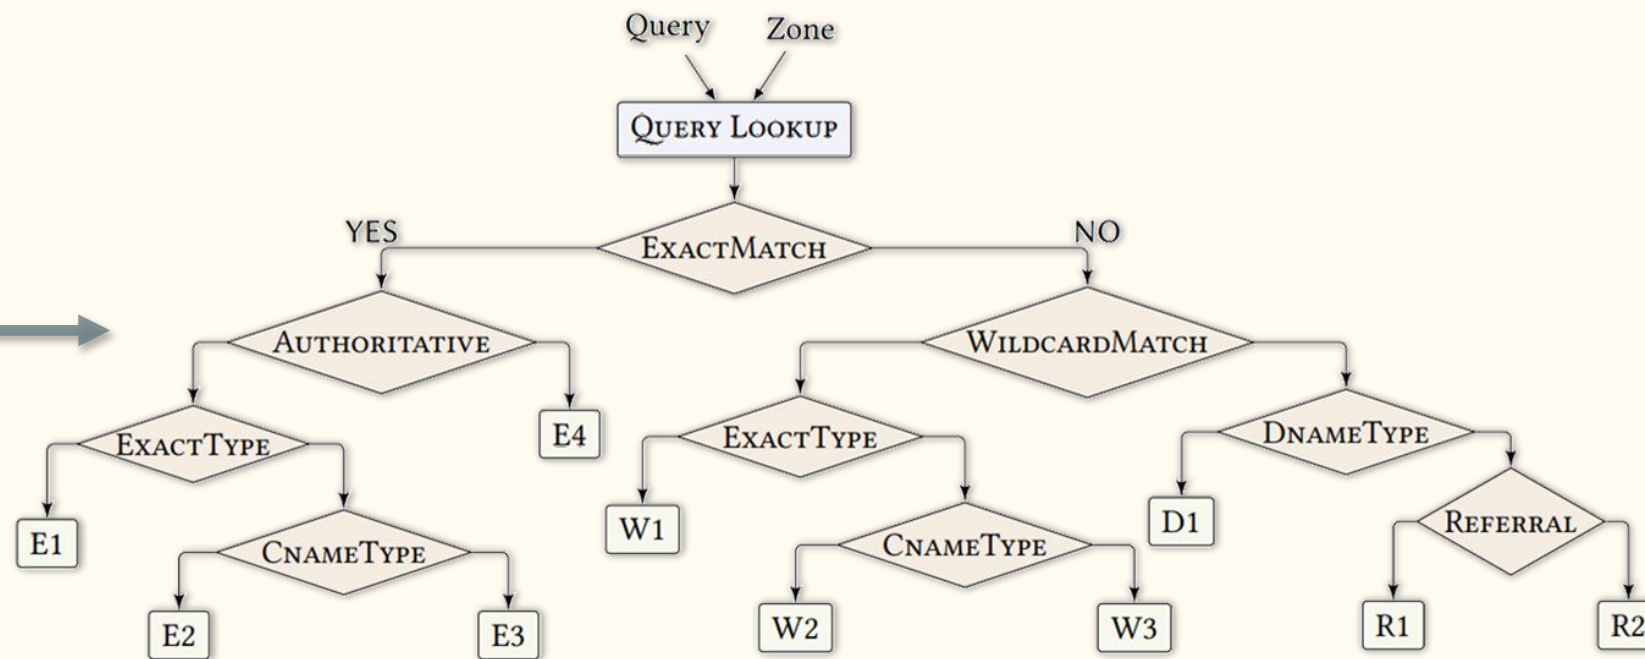 Query
Zone
QUERY LOOKUP
EXACTMATCH
YES
NO
AUTHORITATIVE
WILDCARDMATCH
EXACTTYPE
E4
EXACTTYPE
DNAMETYPE
E1
CNAMETYPE
W1
CNAMETYPE
D1
REFERRAL
E2
E3
W2
W3
R1
R2